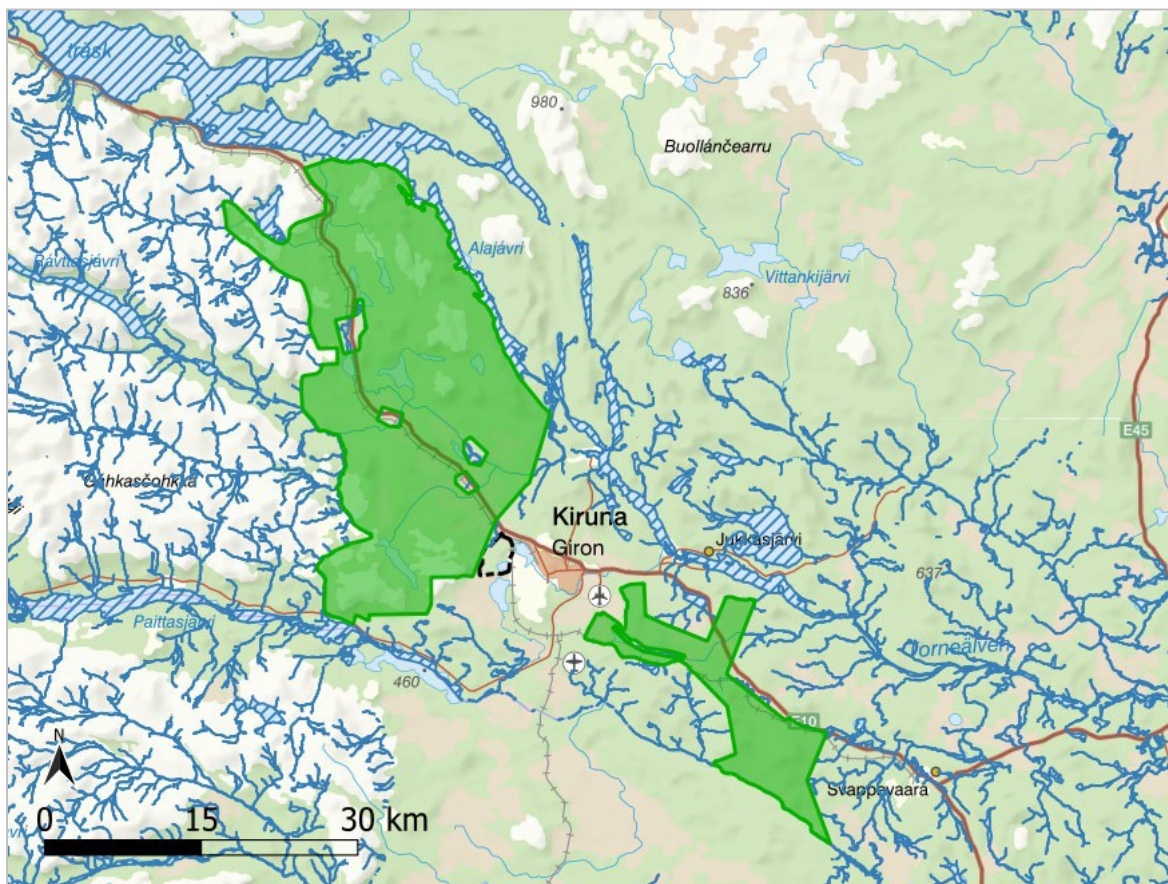 träsk
980
Buollánčearru
Alajávri
Rávttasjávri
Vittankijärvi
836
E45
Kiruna
Giron
Jukkasjärvi
637
Paittasjärvi
Torneälven
460
E10
N
Svappavaara
0 15 30 km